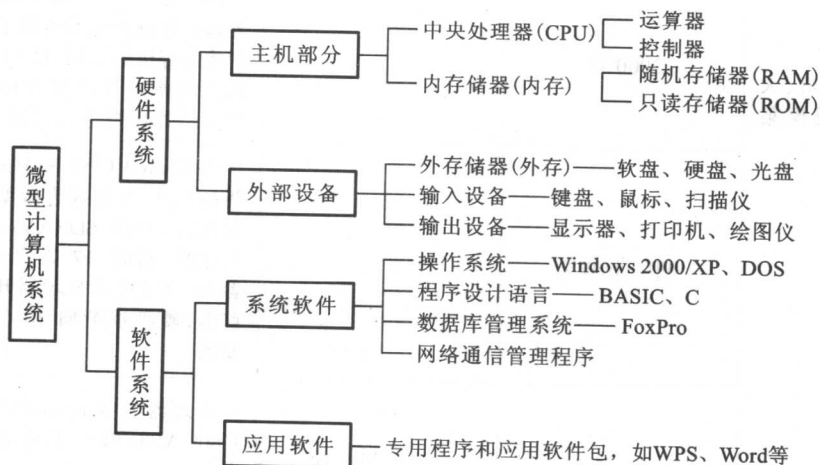 微型计算机系统
硬件系统
主机部分
中央处理器(CPU)
运算器
控制器
内存储器(内存)
随机存储器(RAM)
只读存储器(ROM)
外部设备
外存储器(外存)——软盘、硬盘、光盘
输入设备——键盘、鼠标、扫描仪
输出设备——显示器、打印机、绘图仪
软件系统
系统软件
操作系统——Windows 2000/XP、DOS
程序设计语言——BASIC、C
数据库管理系统——FoxPro
网络通信管理程序
应用软件
专用程序和应用软件包，如WPS、Word等